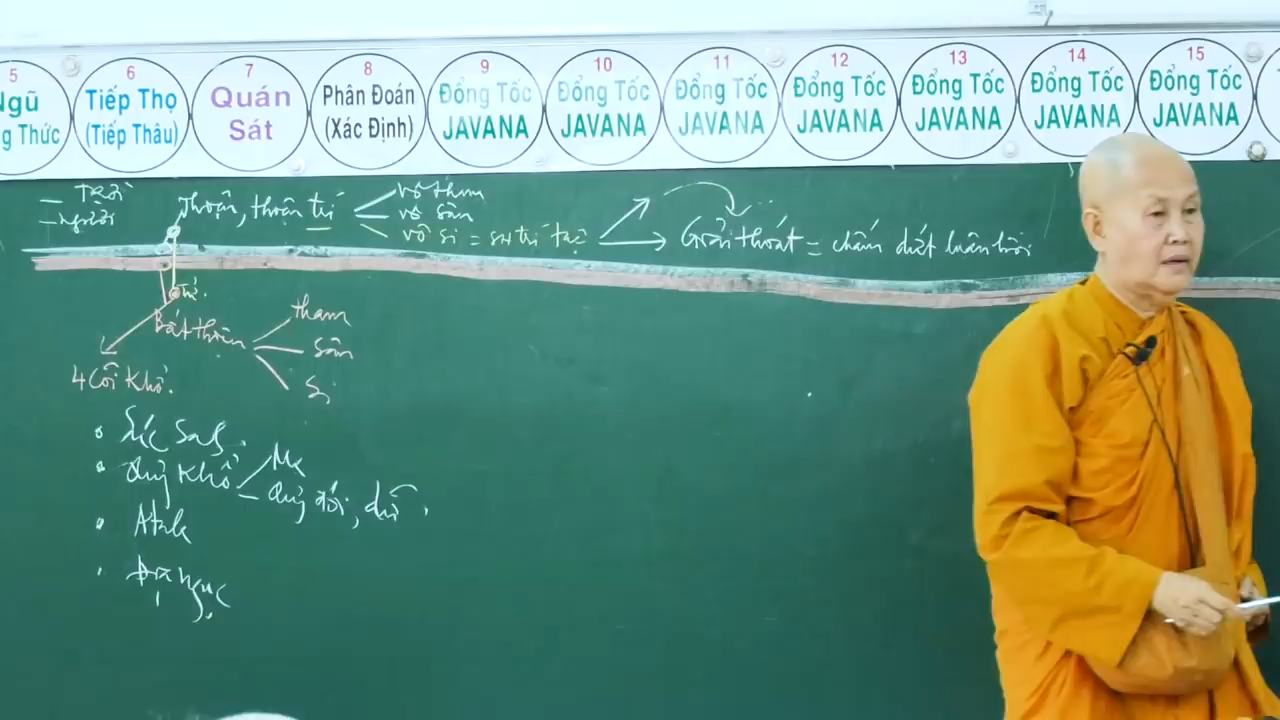 5 Ngũ Thức
6 Tiếp Thọ (Tiếp Thâu)
7 Quán Sát
8 Phân Đoán (Xác Định)
9 Đổng Tốc JAVANA
10 Đổng Tốc JAVANA
11 Đổng Tốc JAVANA
12 Đổng Tốc JAVANA
13 Đổng Tốc JAVANA
14 Đổng Tốc JAVANA
15 Đổng Tốc JAVANA
– Trời
– người
Thiện, thiện trí
vô tham
vô sân
vô si = sự trí tuệ
Giải thoát = chấm dứt luân hồi
Bất thiện
tham
sân
Si
4 Cõi Khổ.
• Súc Sanh.
• Quỷ Khổ
quỷ đói, dữ
• Atula
• Địa ngục